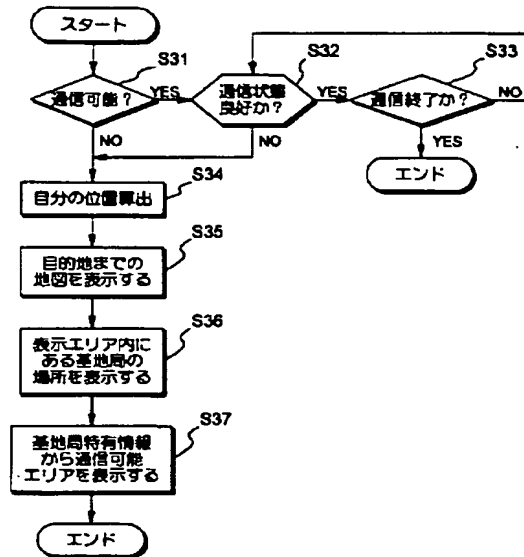 スタート
S31
通信可能？
YES
NO
S32
通信状態
良好か？
YES
NO
S33
通信終了か？
NO
YES
エンド
S34
自分の位置算出
S35
目的地までの
地図を表示する
S36
表示エリア内に
ある基地局の
場所を表示する
S37
基地局特有情報
から通信可能
エリアを表示する
エンド